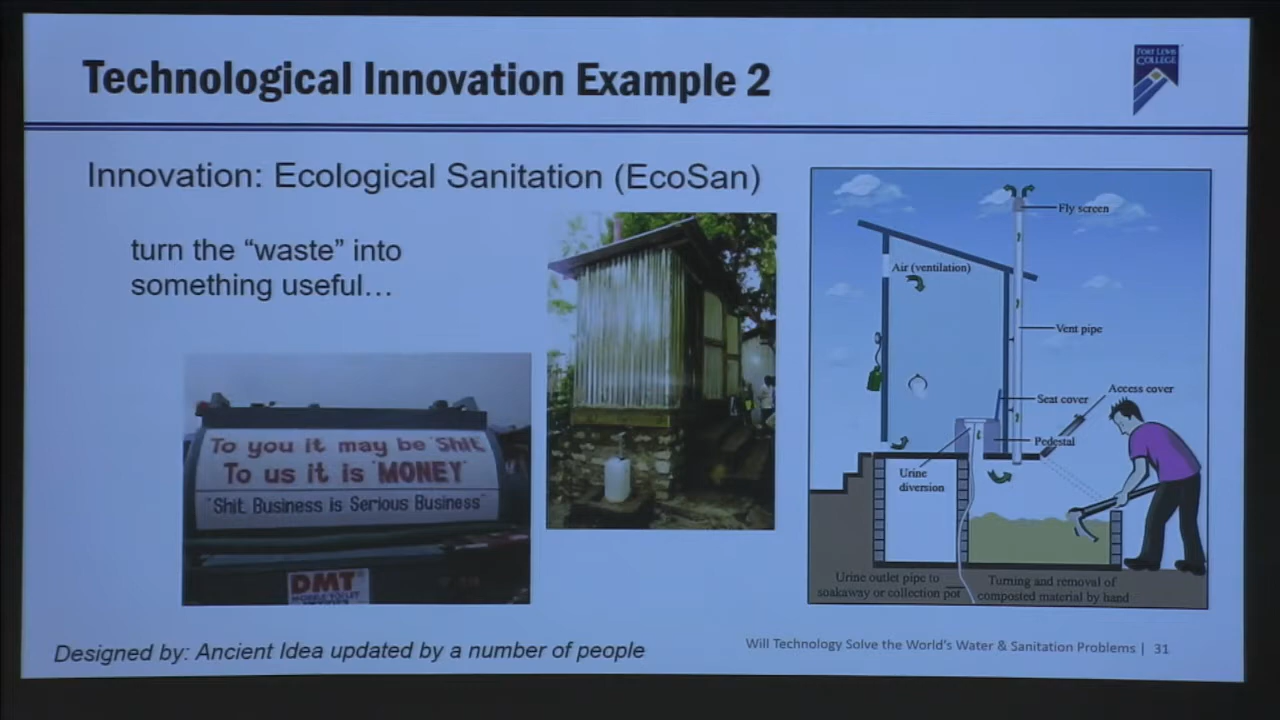 Technological Innovation Example 2
FORT LEWIS
COLLEGE
Innovation: Ecological Sanitation (EcoSan)
turn the “waste” into
something useful…
To you it may be 'Shit,
To us it is 'MONEY'
"Shit Business is Serious Business"
DMT
Fly screen
Air (ventilation)
Vent pipe
Access cover
Seat cover
Pedestal
Urine
diversion
Urine outlet pipe to
soakaway or collection pot
Turning and removal of
composted material by hand
Designed by: Ancient Idea updated by a number of people
Will Technology Solve the World's Water & Sanitation Problems | 31